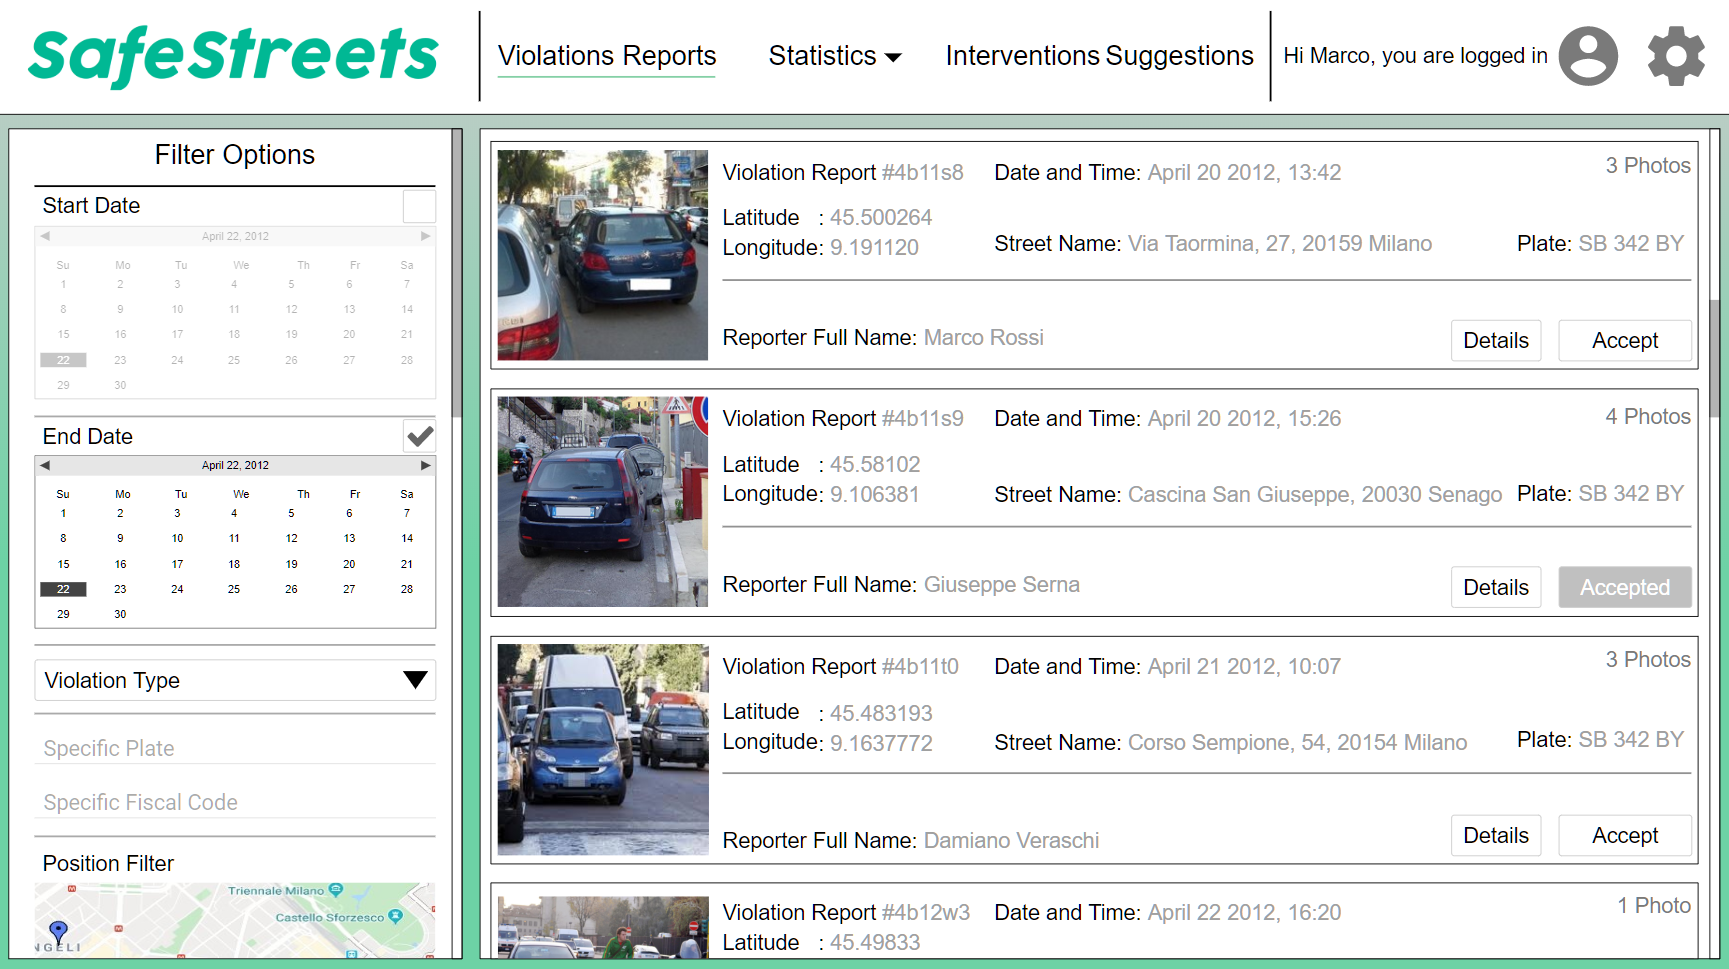 SafeStreets
Violations Reports
Statistics
Interventions Suggestions
Hi Marco, you are logged in
Filter Options
Start Date
April 22, 2012
Su Mo Tu We Th Fr Sa
1 2 3 4 5 6 7
8 9 10 11 12 13 14
15 16 17 18 19 20 21
22 23 24 25 26 27 28
29 30
End Date
April 22, 2012
Su Mo Tu We Th Fr Sa
1 2 3 4 5 6 7
8 9 10 11 12 13 14
15 16 17 18 19 20 21
22 23 24 25 26 27 28
29 30
Violation Type
Specific Plate
Specific Fiscal Code
Position Filter
Triennale Milano
Castello Sforzesco
NGELI
Violation Report #4b11s8 Date and Time: April 20 2012, 13:42 3 Photos
Latitude : 45.500264
Longitude: 9.191120 Street Name: Via Taormina, 27, 20159 Milano Plate: SB 342 BY
Reporter Full Name: Marco Rossi Details Accept
Violation Report #4b11s9 Date and Time: April 20 2012, 15:26 4 Photos
Latitude : 45.58102
Longitude: 9.106381 Street Name: Cascina San Giuseppe, 20030 Senago Plate: SB 342 BY
Reporter Full Name: Giuseppe Serna Details Accepted
Violation Report #4b11t0 Date and Time: April 21 2012, 10:07 3 Photos
Latitude : 45.483193
Longitude: 9.1637772 Street Name: Corso Sempione, 54, 20154 Milano Plate: SB 342 BY
Reporter Full Name: Damiano Veraschi Details Accept
Violation Report #4b12w3 Date and Time: April 22 2012, 16:20 1 Photo
Latitude : 45.49833